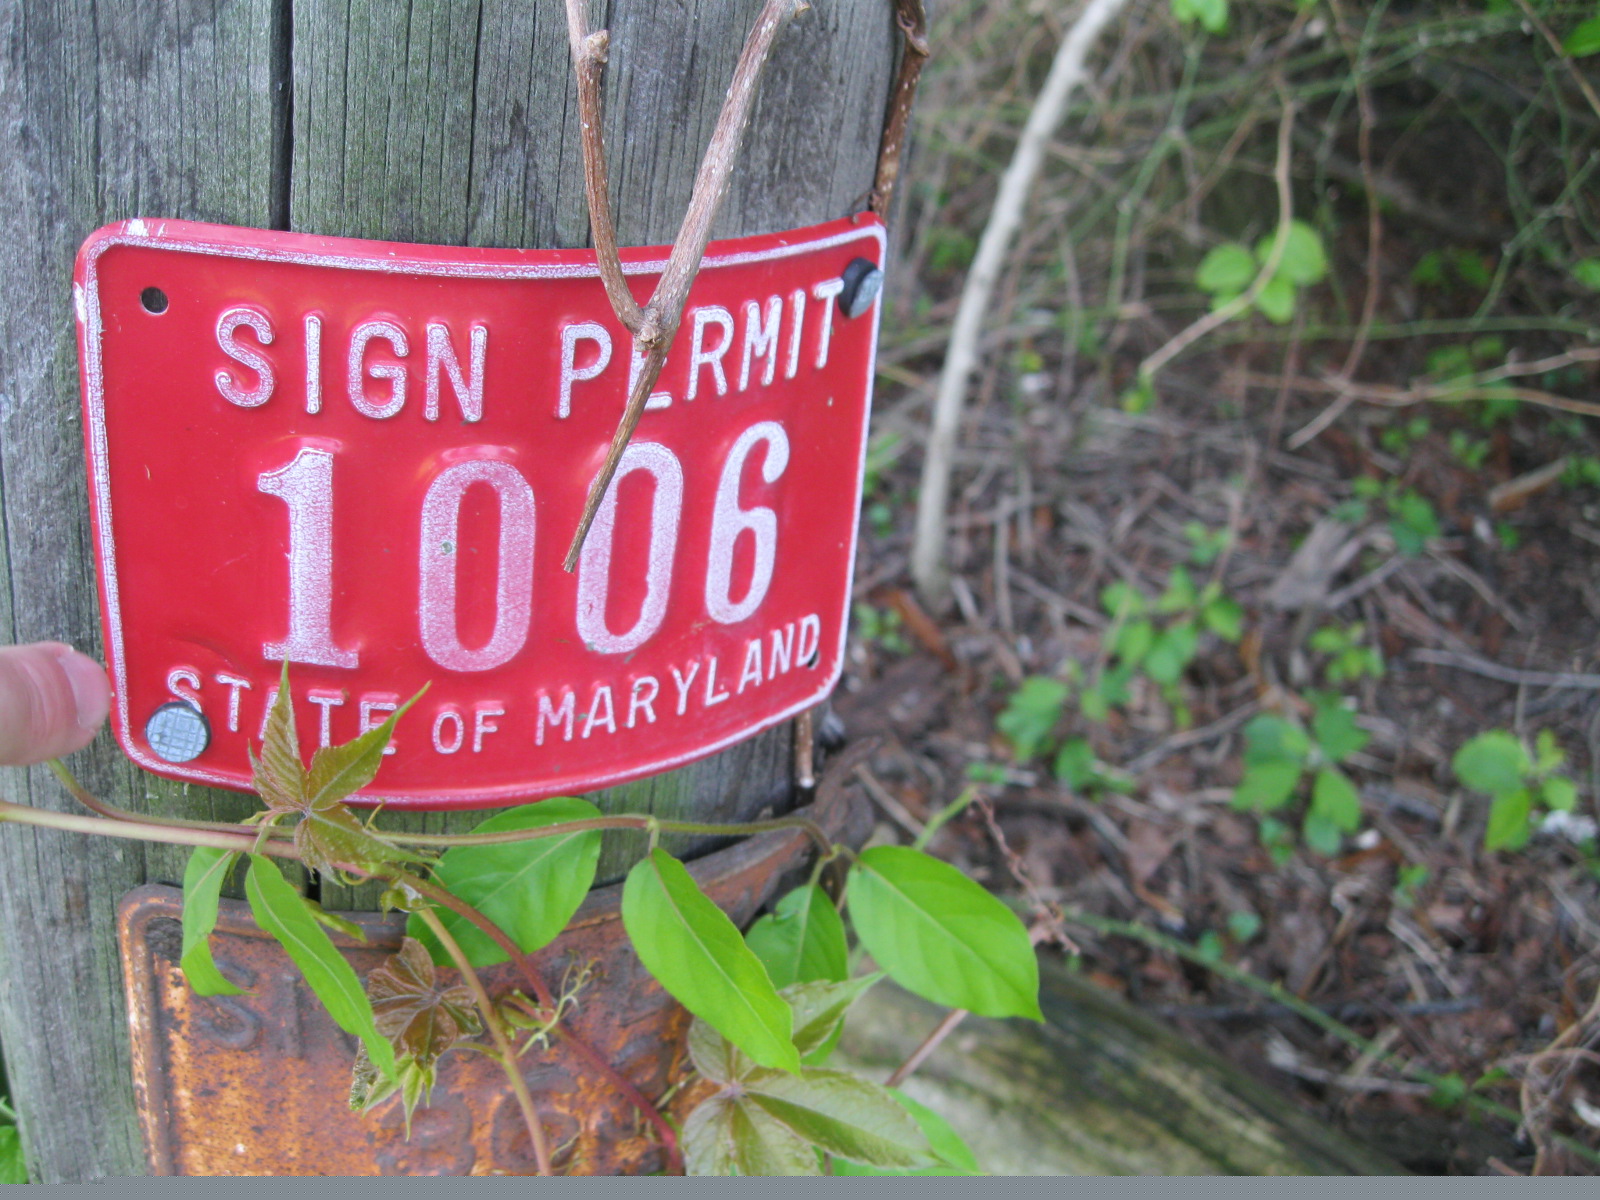 SIGN PERMIT
1006
STATE OF MARYLAND